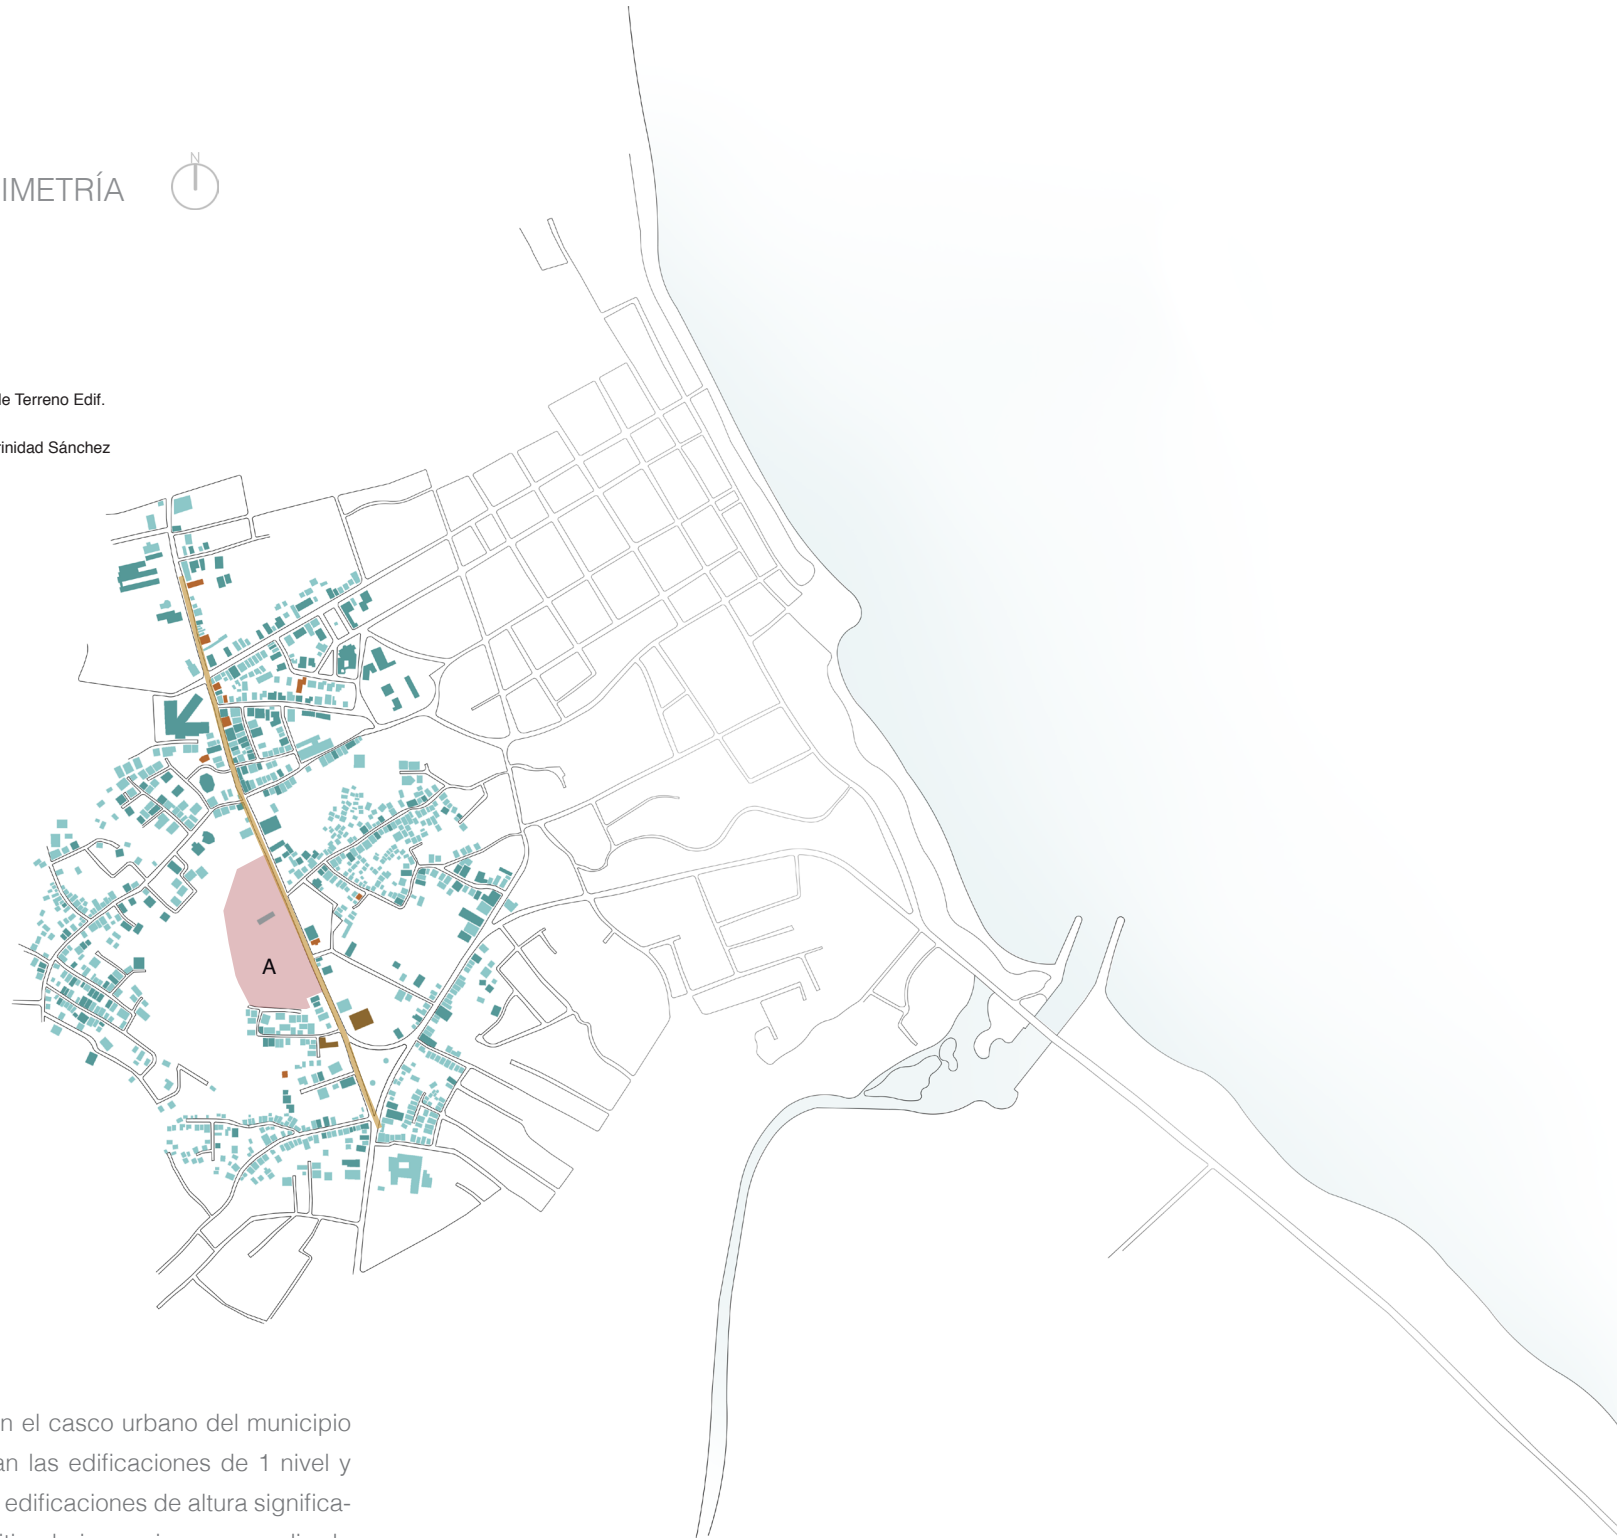 N
IMETRÍA
le Terreno Edif.
rinidad Sánchez
A
n el casco urbano del municipio
an las edificaciones de 1 nivel y
edificaciones de altura significa-